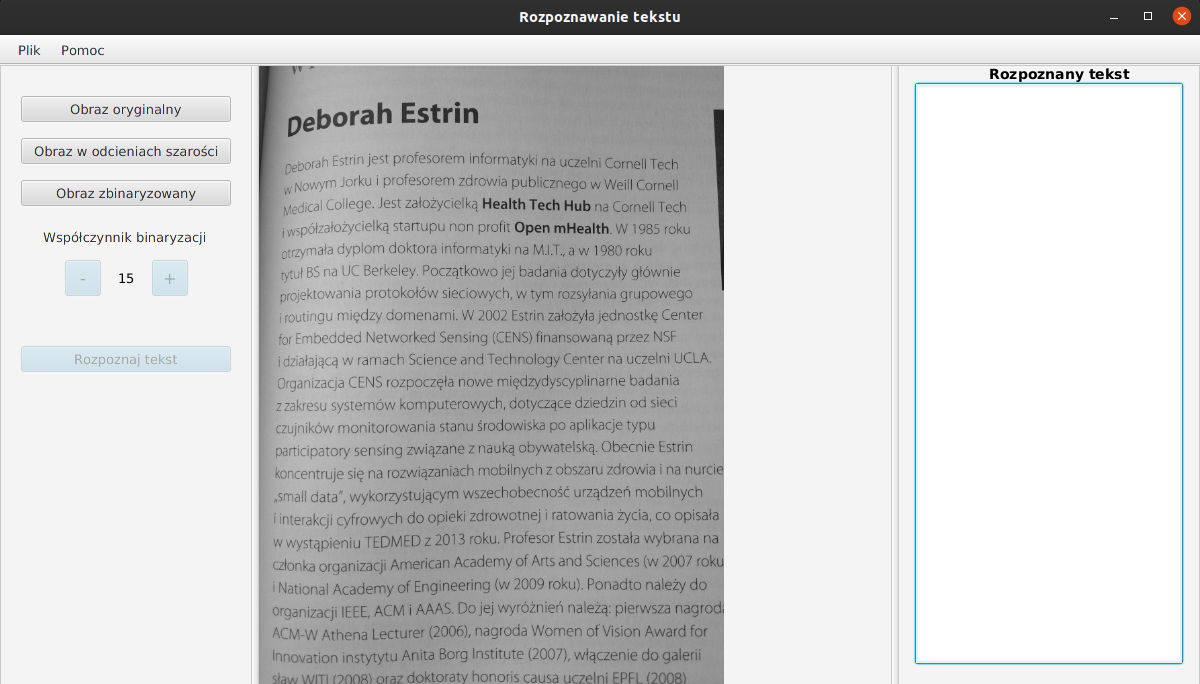 Rozpoznawanie tekstu
Plik Pomoc
Obraz oryginalny
Obraz w odcieniach szarości
Obraz zbinaryzowany
Współczynnik binaryzacji
- 15 +
Rozpoznaj tekst
Deborah Estrin
Deborah Estrin jest profesorem informatyki na uczelni Cornell Tech
w Nowym Jorku i profesorem zdrowia publicznego w Weill Cornell
Medical College. Jest założycielką Health Tech Hub na Cornell Tech
i współzałożycielką startupu non profit Open mHealth. W 1985 roku
otrzymała dyplom doktora informatyki na M.I.T., a w 1980 roku
tytuł BS na UC Berkeley. Początkowo jej badania dotyczyły głównie
projektowania protokołów sieciowych, w tym rozsyłania grupowego
i routingu między domenami. W 2002 Estrin założyła jednostkę Center
for Embedded Networked Sensing (CENS) finansowaną przez NSF
i działającą w ramach Science and Technology Center na uczelni UCLA.
Organizacja CENS rozpoczęła nowe międzydyscyplinarne badania
z zakresu systemów komputerowych, dotyczące dziedzin od sieci
czujników monitorowania stanu środowiska po aplikacje typu
participatory sensing związane z nauką obywatelską. Obecnie Estrin
koncentruje się na rozwiązaniach mobilnych z obszaru zdrowia i na nurcie
„small data”, wykorzystującym wszechobecność urządzeń mobilnych
i interakcji cyfrowych do opieki zdrowotnej i ratowania życia, co opisała
w wystąpieniu TEDMED z 2013 roku. Profesor Estrin została wybrana na
członka organizacji American Academy of Arts and Sciences (w 2007 roku
i National Academy of Engineering (w 2009 roku). Ponadto należy do
organizacji IEEE, ACM i AAAS. Do jej wyróżnień należą: pierwsza nagroda
ACM-W Athena Lecturer (2006), nagroda Women of Vision Award for
Innovation instytytu Anita Borg Institute (2007), włączenie do galerii
sław WITI (2008) oraz doktoraty honoris causa uczelni EPFL (2008)
Rozpoznany tekst